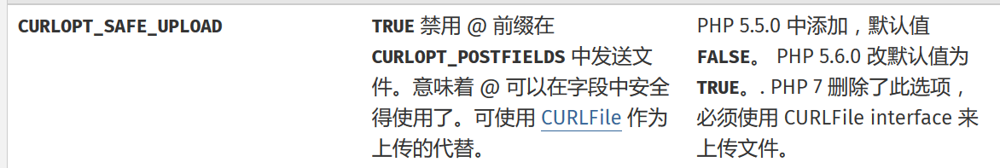 CURLOPT_SAFE_UPLOAD
TRUE 禁用 @ 前缀在
CURLOPT_POSTFIELDS 中发送文
件。意味着 @ 可以在字段中安全
得使用了。可使用 CURLFile 作为
上传的代替。
PHP 5.5.0 中添加，默认值
FALSE。 PHP 5.6.0 改默认值为
TRUE。. PHP 7 删除了此选项，
必须使用 CURLFile interface 来
上传文件。